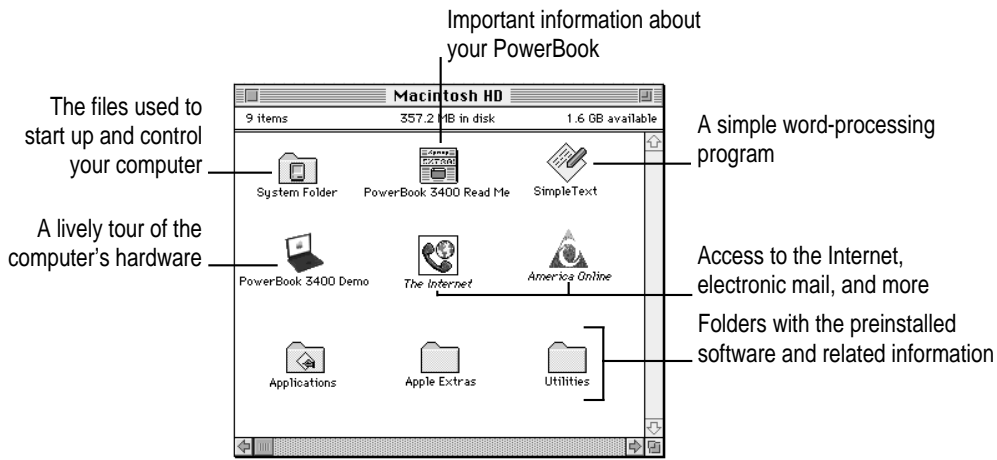 Important information about
your PowerBook
The files used to
start up and control
your computer
A lively tour of the
computer’s hardware
Macintosh HD
9 items 357.2 MB in disk 1.6 GB available
System Folder PowerBook 3400 Read Me SimpleText
PowerBook 3400 Demo The Internet America Online
Applications Apple Extras Utilities
A simple word-processing
program
Access to the Internet,
electronic mail, and more
Folders with the preinstalled
software and related information